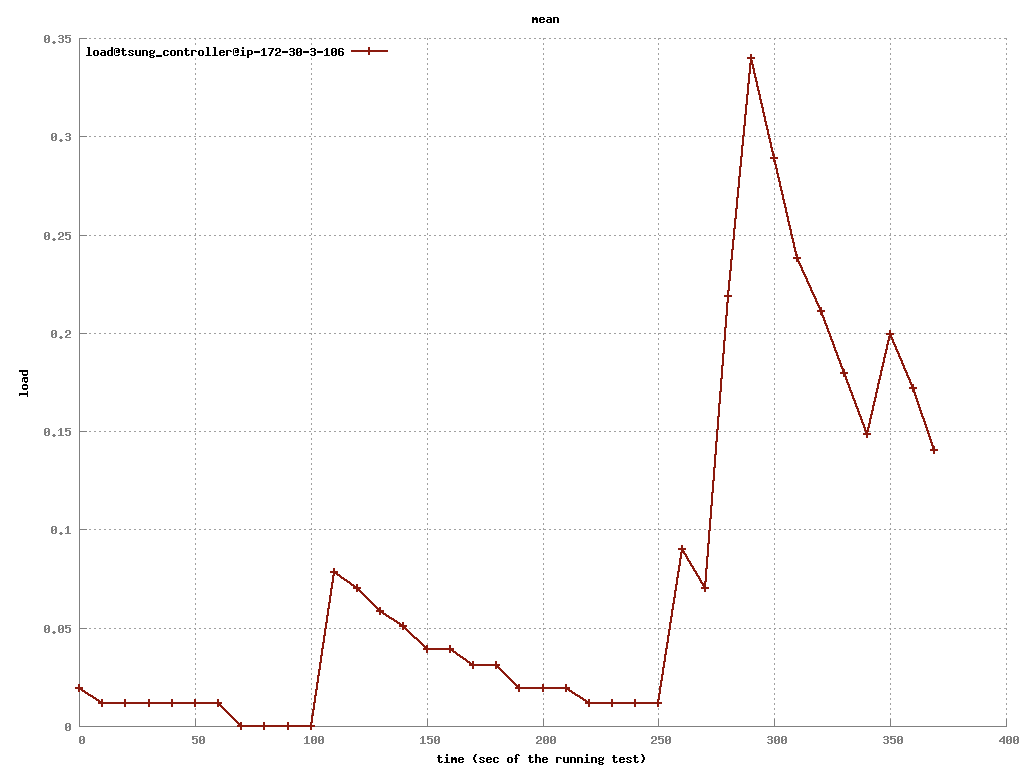 mean
load@tsung_controller@ip-172-30-3-106
0.35
0.3
0.25
0.2
0.15
0.1
0.05
0
load
0 50 100 150 200 250 300 350 400
time (sec of the running test)